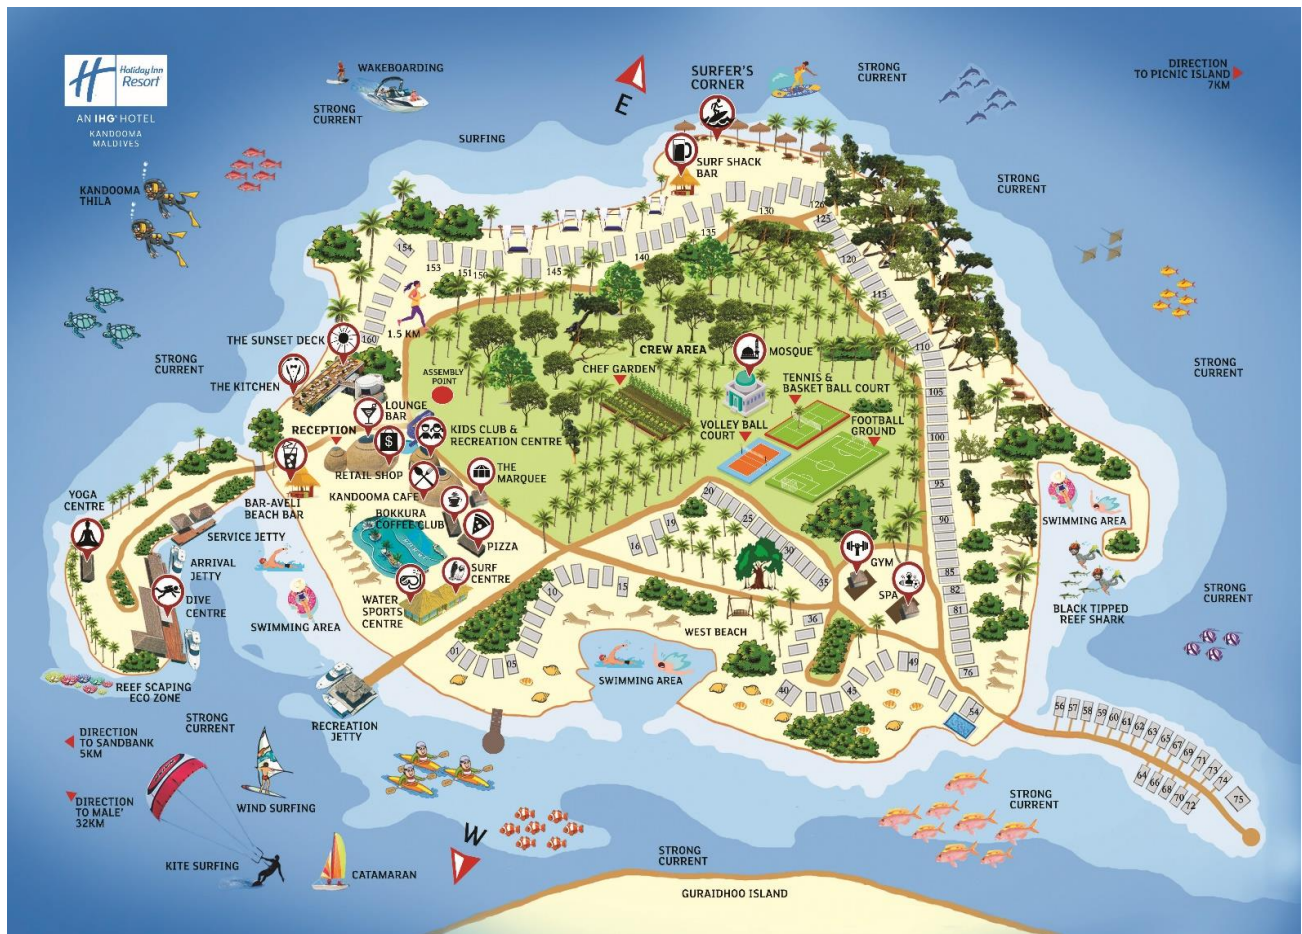 Holiday Inn
Resort
AN IHG® HOTEL
KANDOOMA
MALDIVES
WAKEBOARDING
STRONG
CURRENT
SURFING
E
SURFER'S
CORNER
STRONG
CURRENT
DIRECTION
TO PICNIC ISLAND
7KM
KANDOOMA
THILA
SURF SHACK
BAR
STRONG
CURRENT
154
153
151
150
145
140
135
130
126
125
120
115
110
105
100
95
90
85
82
81
76
160
1.5 KM
THE SUNSET DECK
STRONG
CURRENT
THE KITCHEN
ASSEMBLY
POINT
CREW AREA
CHEF GARDEN
MOSQUE
TENNIS &
BASKET BALL COURT
VOLLEY BALL
COURT
FOOTBALL
GROUND
STRONG
CURRENT
LOUNGE
BAR
RECEPTION
KIDS CLUB &
RECREATION CENTRE
$
RETAIL SHOP
THE
MARQUEE
KANDOOMA CAFE
BOKKURA
COFFEE CLUB
PIZZA
BAR-AVELI
BEACH BAR
YOGA
CENTRE
SERVICE JETTY
ARRIVAL
JETTY
DIVE
CENTRE
SURF
CENTRE
WATER
SPORTS
CENTRE
SWIMMING AREA
20
19
16
25
30
35
GYM
SPA
SWIMMING AREA
BLACK TIPPED
REEF SHARK
STRONG
CURRENT
10
15
01
05
WEST BEACH
36
40
45
49
54
SWIMMING AREA
REEF SCAPING
ECO ZONE
RECREATION
JETTY
STRONG
CURRENT
DIRECTION
TO SANDBANK
5KM
DIRECTION
TO MALE'
32KM
WIND SURFING
KITE SURFING
CATAMARAN
W
56
57
58
59
60
61
62
63
65
67
69
71
73
74
64
66
68
70
72
75
STRONG
CURRENT
STRONG
CURRENT
GURAIDHOO ISLAND